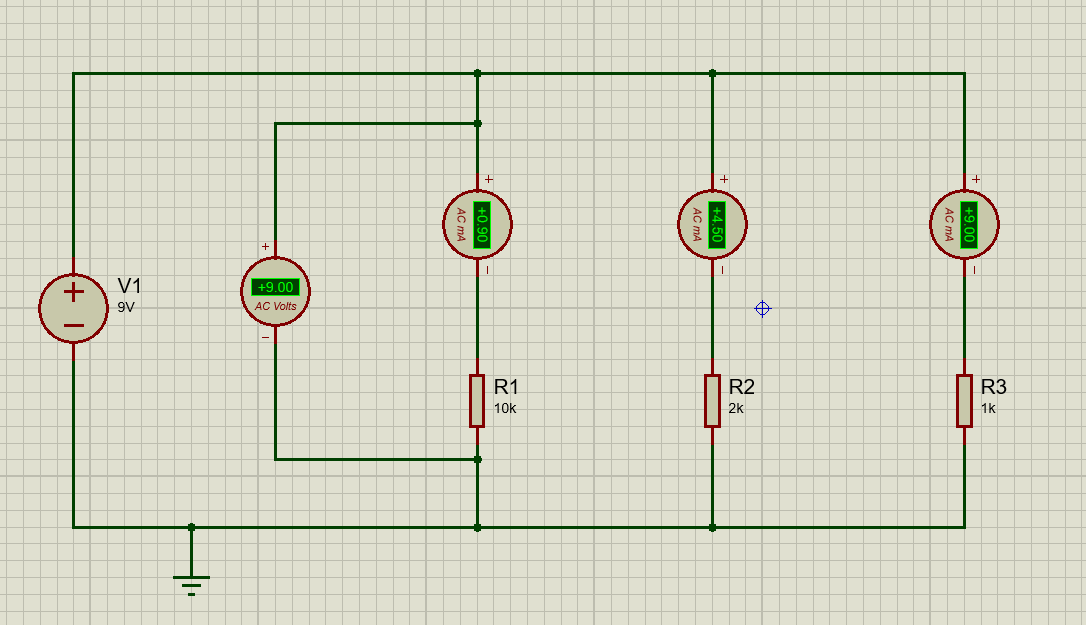 V1
9V
+9.00
AC Volts
+0.90
AC mA
R1
10k
+4.50
AC mA
R2
2k
+9.00
AC mA
R3
1k